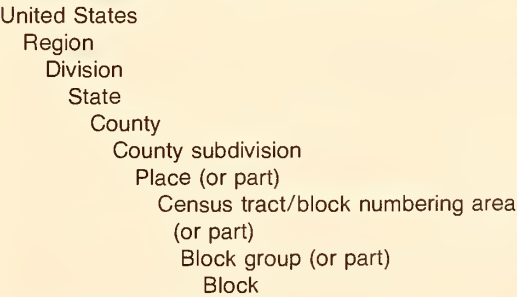 United States
Region
Division
State
County
County subdivision
Place (or part)
Census tract/block numbering area
(or part)
Block group (or part)
Block